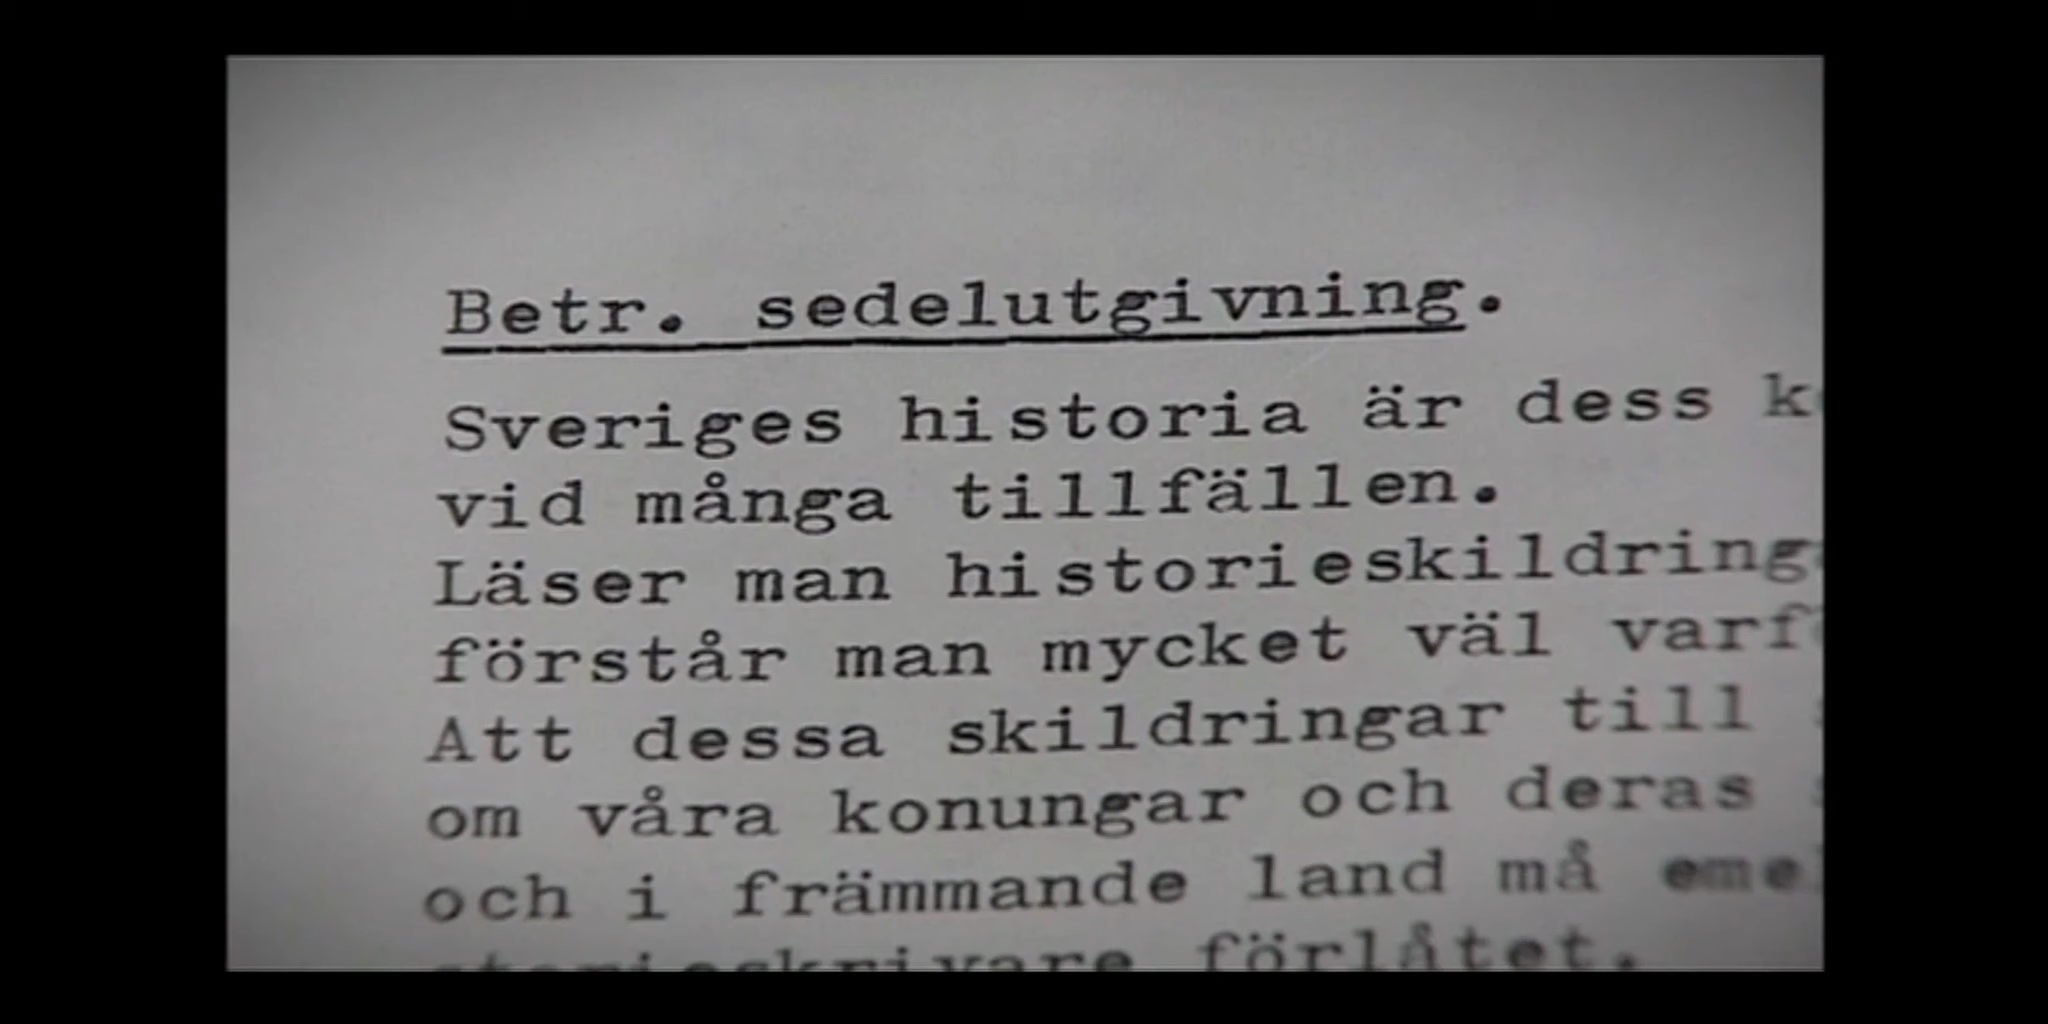 Betr. sedelutgivning.
Sveriges historia är dess
vid många tillfällen.
Läser man
förstår man mycket väl
Att dessa skildringar till
om våra konungar och deras
och i främmande land må
förlåtet.